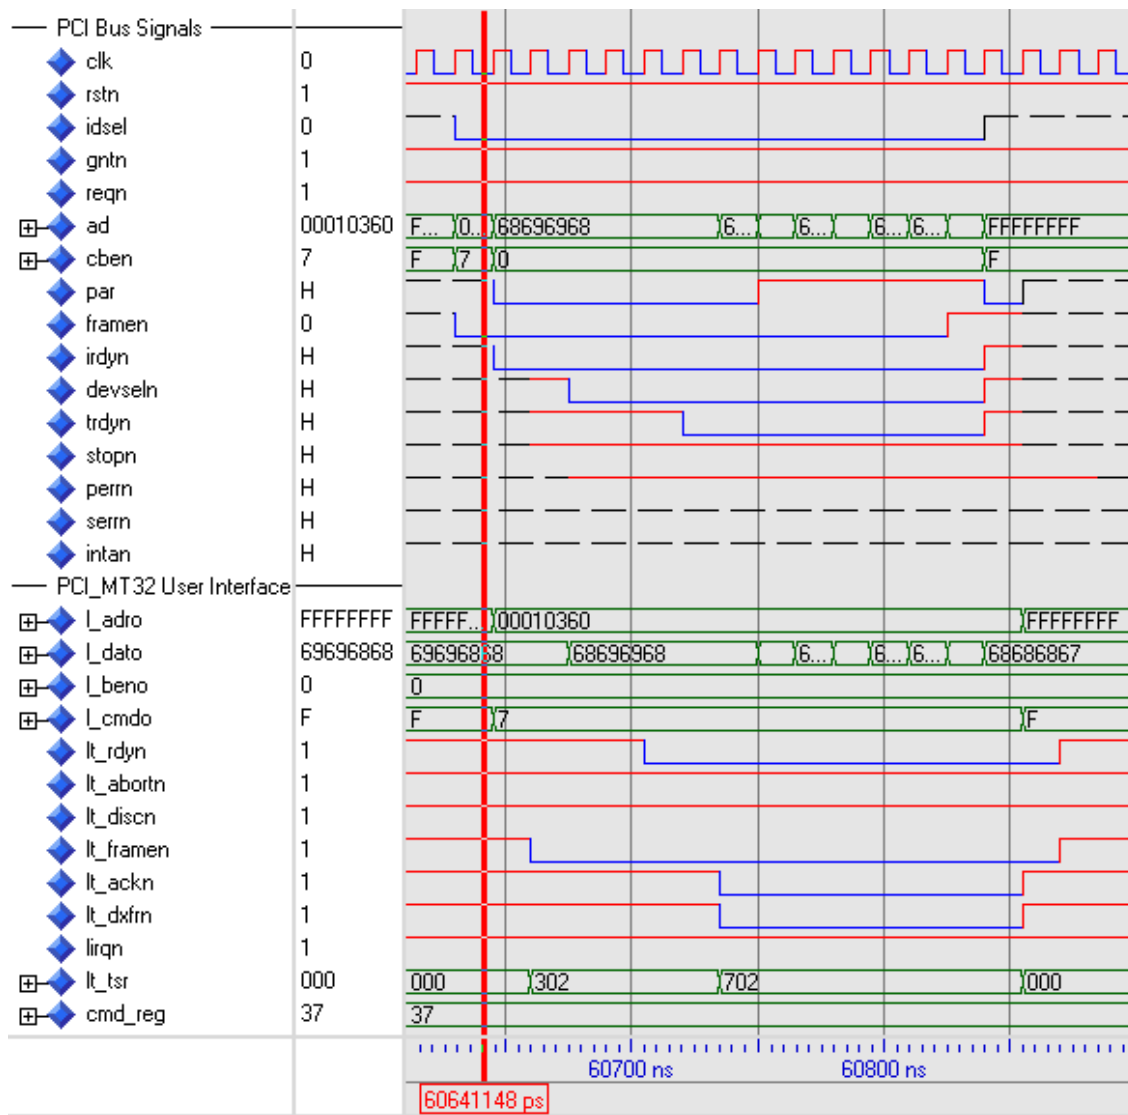 PCI Bus Signals
clk 0
rstn 1
idsel 0
gntn 1
reqn 1
ad 00010360 F... 0... 68696968 6... 6... 6... 6... FFFFFFFF
cben 7 F 7 0 F
par H
framen 0
irdyn H
devseln H
trdyn H
stopn H
perrn H
serrn H
intan H
PCI_MT32 User Interface
l_adro FFFFFFFF FFFFF... 00010360 FFFFFFFF
l_dato 69696868 69696868 68696968 6... 6... 6... 68686867
l_beno 0 0
l_cmdo F F 7 F
lt_rdyn 1
lt_abortn 1
lt_discn 1
lt_framen 1
lt_ackn 1
lt_dxfrn 1
lirqn 1
lt_tsr 000 000 302 702 000
cmd_reg 37 37
60700 ns 60800 ns
60641148 ps